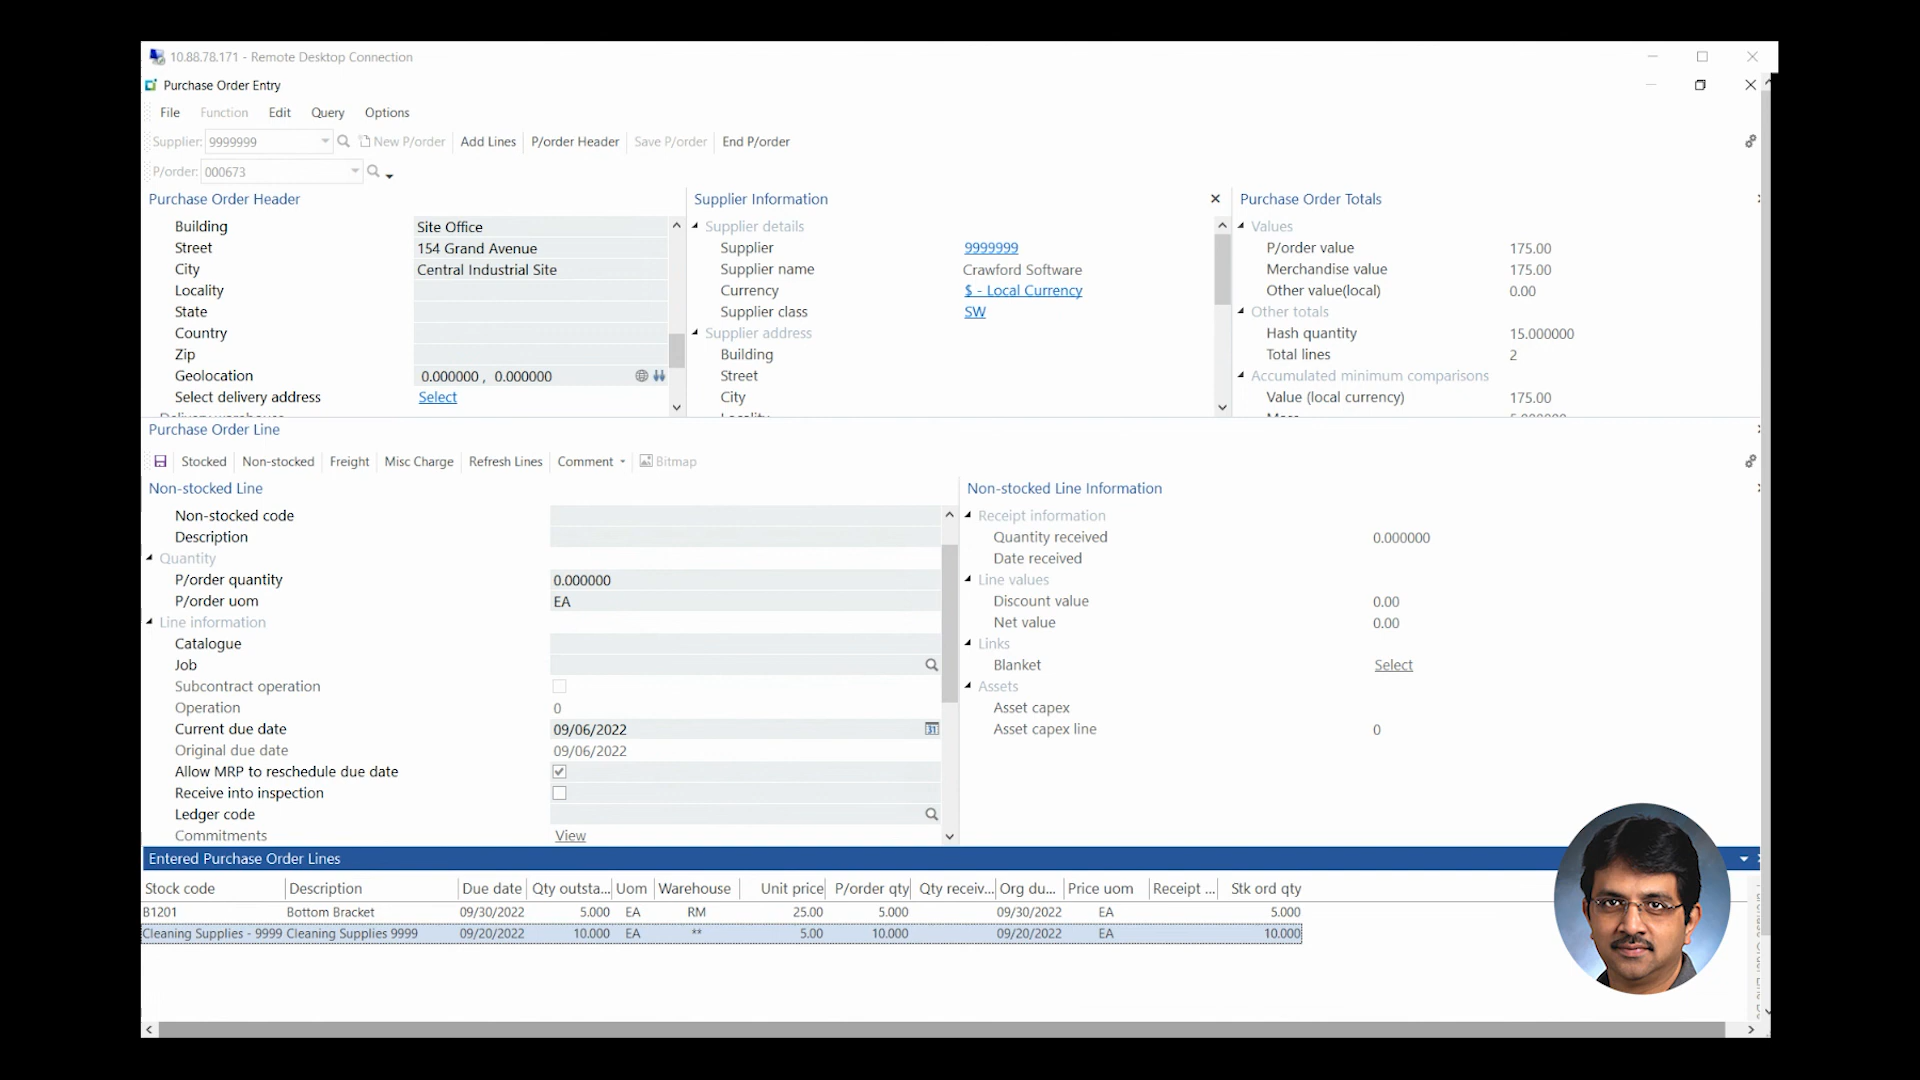 10.88.78.171 - Remote Desktop Connection
Purchase Order Entry
File Function Edit Query Options
Supplier: 9999999 New P/order Add Lines P/order Header Save P/order End P/order
P/order: 000673
Purchase Order Header
Building Site Office
Street 154 Grand Avenue
City Central Industrial Site
Locality
State
Country
Zip
Geolocation 0.000000 , 0.000000
Select delivery address Select
Delivery warehouse
Supplier Information
Supplier details
Supplier 9999999
Supplier name Crawford Software
Currency $ - Local Currency
Supplier class SW
Supplier address
Building
Street
City
Locality
Purchase Order Totals
Values
P/order value 175.00
Merchandise value 175.00
Other value(local) 0.00
Other totals
Hash quantity 15.000000
Total lines 2
Accumulated minimum comparisons
Value (local currency) 175.00
Mass 5.000000
Purchase Order Line
Stocked Non-stocked Freight Misc Charge Refresh Lines Comment Bitmap
Non-stocked Line
Non-stocked code
Description
Quantity
P/order quantity 0.000000
P/order uom EA
Line information
Catalogue
Job
Subcontract operation
Operation 0
Current due date 09/06/2022 31
Original due date 09/06/2022
Allow MRP to reschedule due date
Receive into inspection
Ledger code
Commitments View
Non-stocked Line Information
Receipt information
Quantity received 0.000000
Date received
Line values
Discount value 0.00
Net value 0.00
Links
Blanket Select
Assets
Asset capex
Asset capex line 0
Entered Purchase Order Lines
Stock code Description Due date Qty outsta... Uom Warehouse Unit price P/order qty Qty receiv... Org du... Price uom Receipt ... Stk ord qty
B1201 Bottom Bracket 09/30/2022 5.000 EA RM 25.00 5.000 09/30/2022 EA 5.000
Cleaning Supplies - 9999 Cleaning Supplies 9999 09/20/2022 10.000 EA ** 5.00 10.000 09/20/2022 EA 10.000